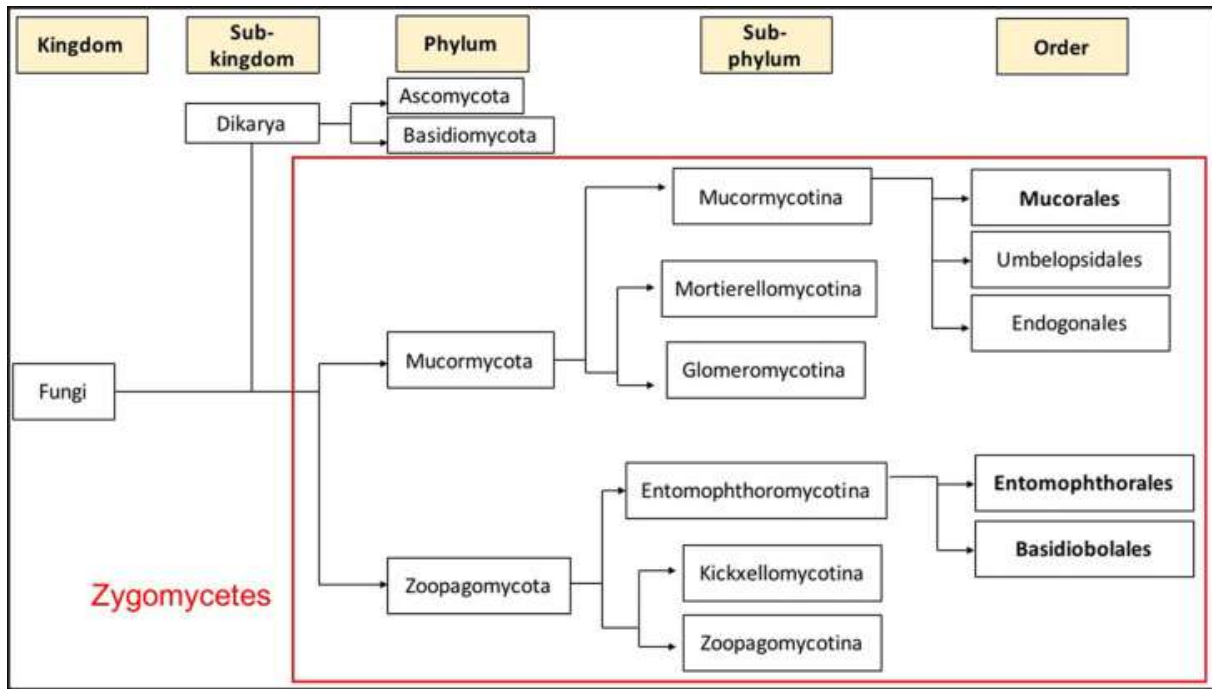 Kingdom
Sub-
kingdom
Phylum
Sub-
phylum
Order
Ascomycota
Dikarya
Basidiomycota
Mucormycotina
Mucorales
Umbelopsidales
Mortierellomycotina
Endogonales
Mucormycota
Glomeromycotina
Fungi
Entomophthoromycotina
Entomophthorales
Basidiobolales
Zoopagomycota
Kickxellomycotina
Zygomycetes
Zoopagomycotina